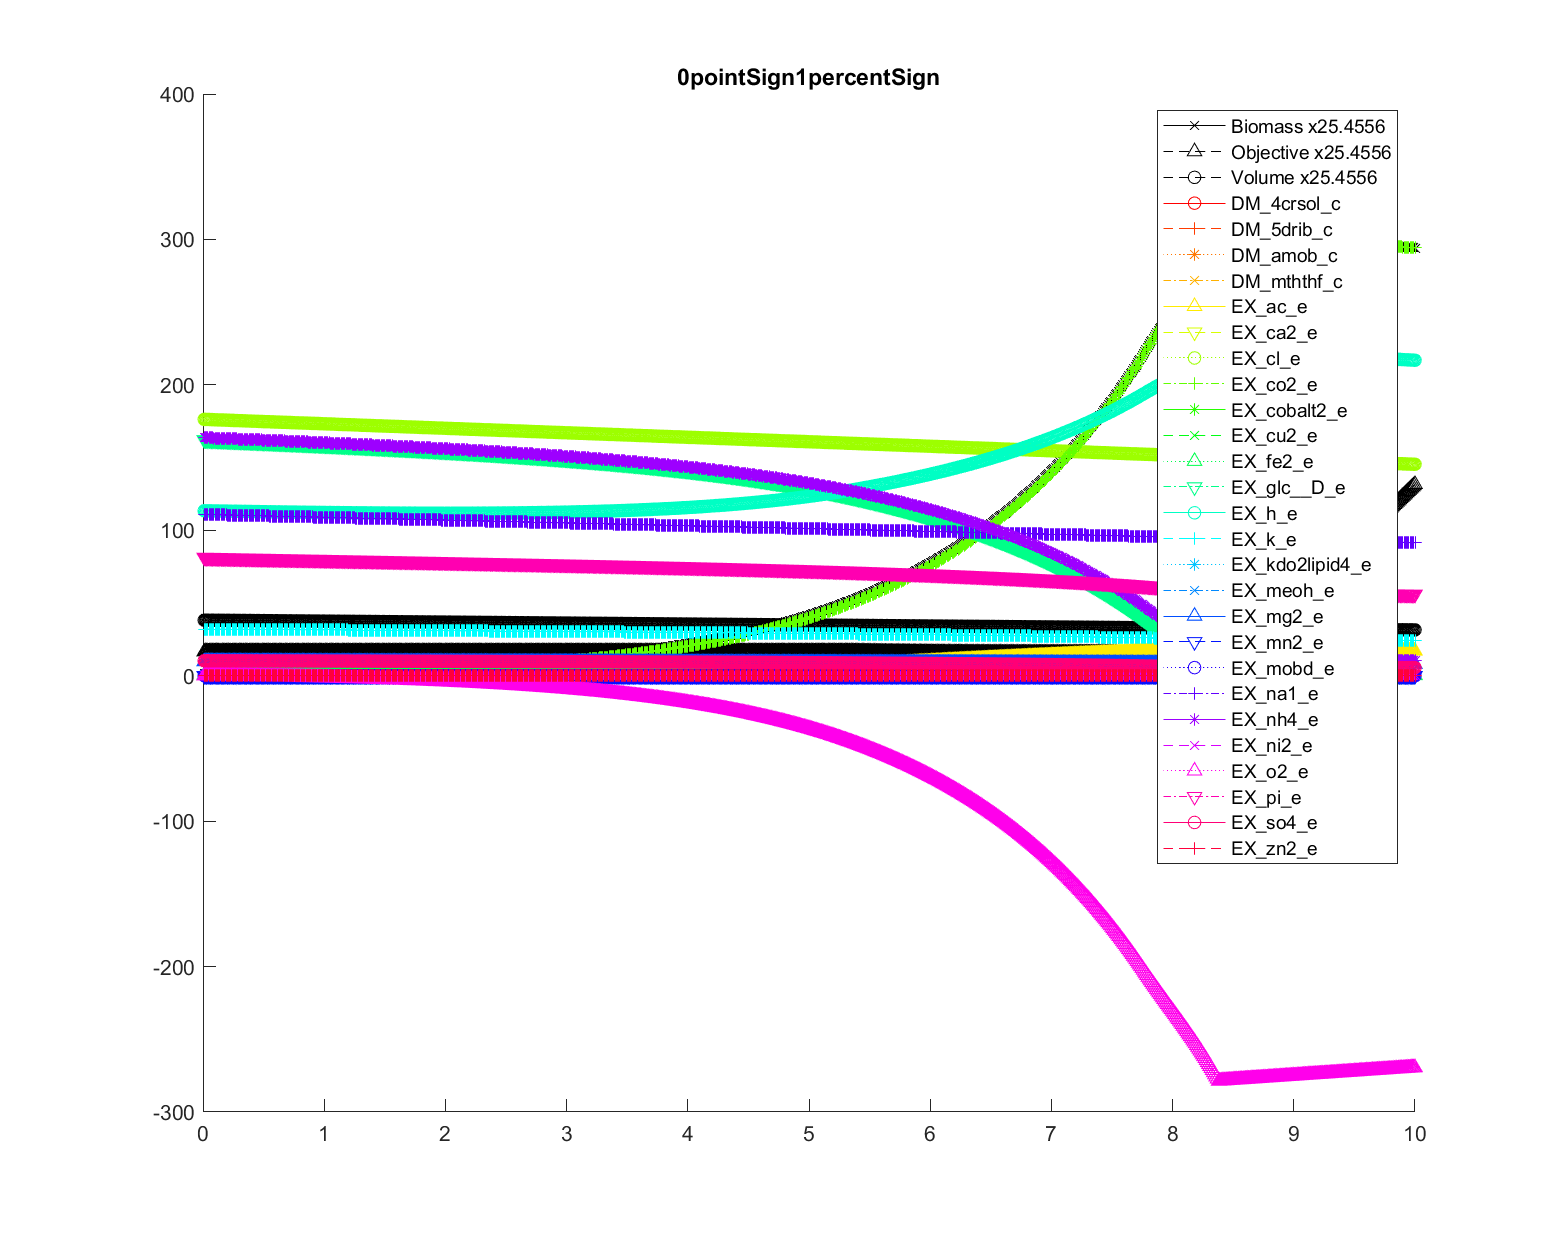 0pointSign1percentSign
400
300
200
100
0
-100
-200
-300
0 1 2 3 4 5 6 7 8 9 10
Biomass x25.4556
Objective x25.4556
Volume x25.4556
DM_4crsol_c
DM_5drib_c
DM_amob_c
DM_mththf_c
EX_ac_e
EX_ca2_e
EX_cl_e
EX_co2_e
EX_cobalt2_e
EX_cu2_e
EX_fe2_e
EX_glc__D_e
EX_h_e
EX_k_e
EX_kdo2lipid4_e
EX_meoh_e
EX_mg2_e
EX_mn2_e
EX_mobd_e
EX_na1_e
EX_nh4_e
EX_ni2_e
EX_o2_e
EX_pi_e
EX_so4_e
EX_zn2_e